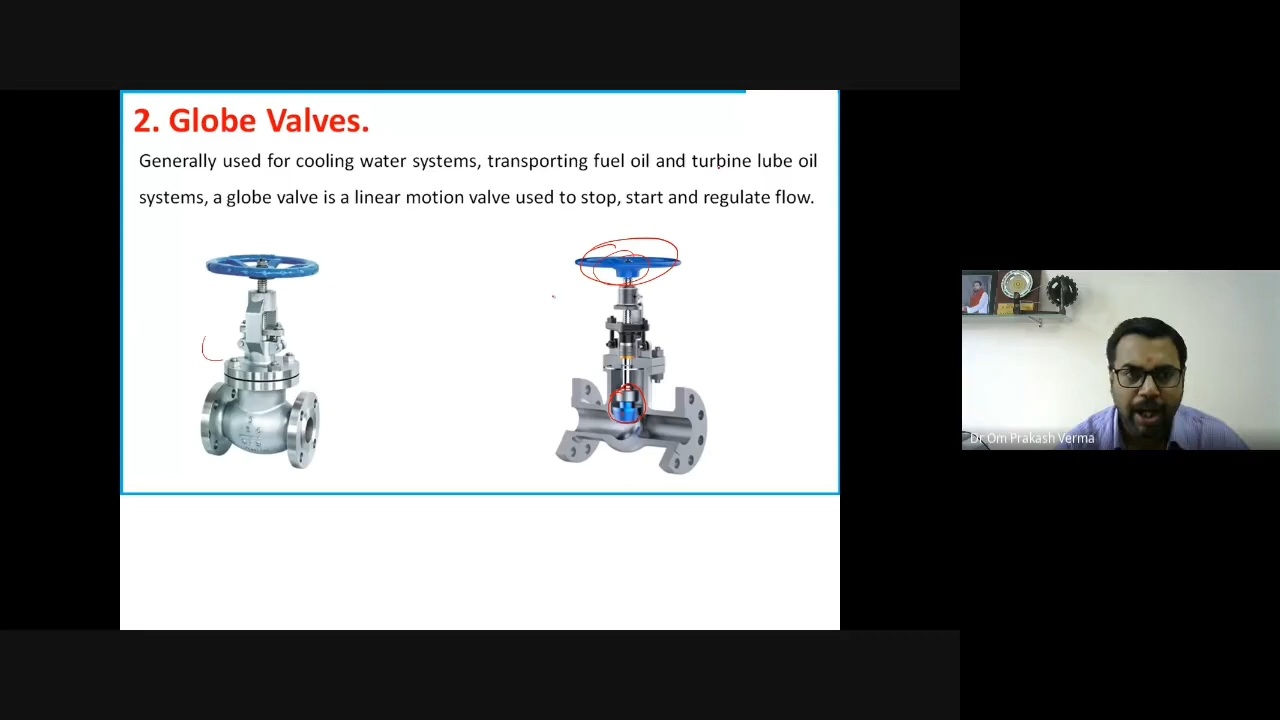 2. Globe Valves.
Generally used for cooling water systems, transporting fuel oil and turbine lube oil
systems, a globe valve is a linear motion valve used to stop, start and regulate flow.
Dr Om Prakash Verma